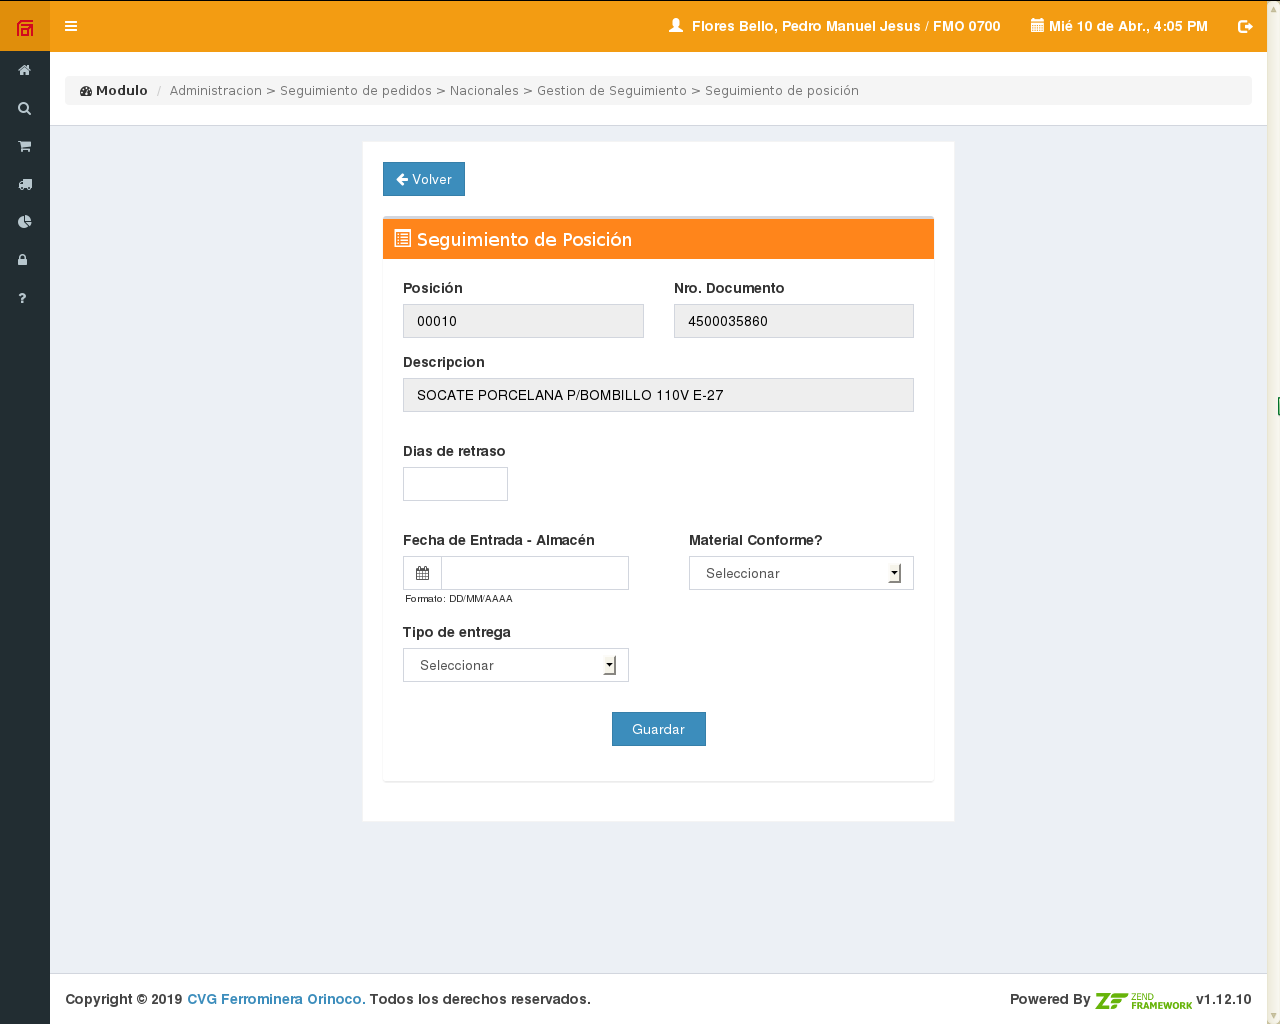 Flores Bello, Pedro Manuel Jesus / FMO 0700 Mié 10 de Abr., 4:05 PM
Modulo / Administracion > Seguimiento de pedidos > Nacionales > Gestion de Seguimiento > Seguimiento de posición
Volver
Seguimiento de Posición
Posición Nro. Documento
00010 4500035860
Descripcion
SOCATE PORCELANA P/BOMBILLO 110V E-27
Dias de retraso
Fecha de Entrada - Almacén Material Conforme?
Seleccionar
Formato: DD/MM/AAAA
Tipo de entrega
Seleccionar
Guardar
Copyright © 2019 CVG Ferrominera Orinoco. Todos los derechos reservados. Powered By ZF ZEND FRAMEWORK v1.12.10